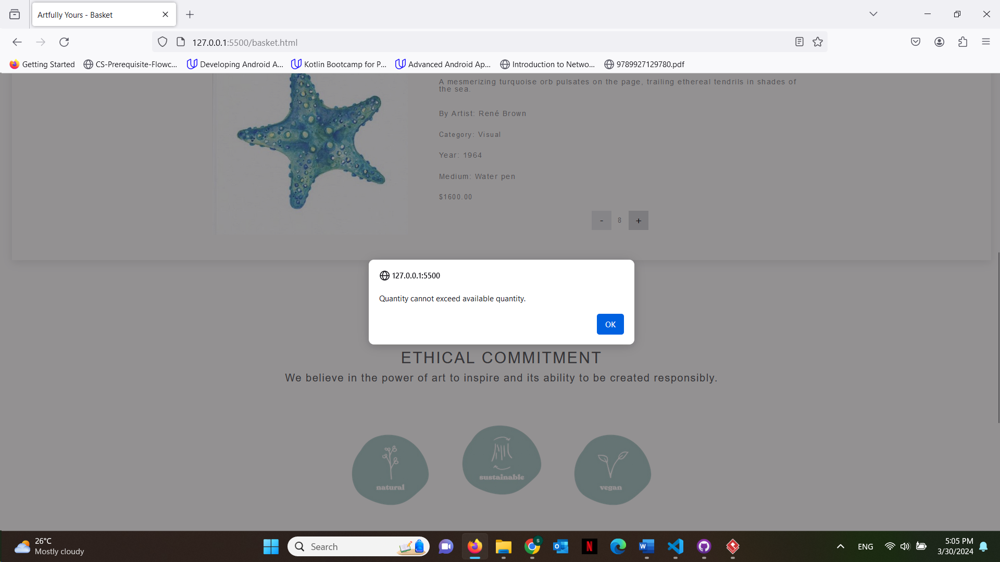 Artfully Yours - Basket
127.0.0.1:5500/basket.html
Getting Started
CS-Prerequisite-Flowc...
Developing Android A...
Kotlin Bootcamp for P...
Advanced Android Ap...
Introduction to Netwo...
9789927129780.pdf
A mesmerizing turquoise orb pulsates on the page, trailing ethereal tendrils in shades of
the sea.
By Artist: René Brown
Category: Visual
Year: 1964
Medium: Water pen
$1600.00
- 8 +
127.0.0.1:5500
Quantity cannot exceed available quantity.
OK
ETHICAL COMMITMENT
We believe in the power of art to inspire and its ability to be created responsibly.
natural
sustainable
vegan
26°C
Mostly cloudy
Search
ENG
5:05 PM
3/30/2024